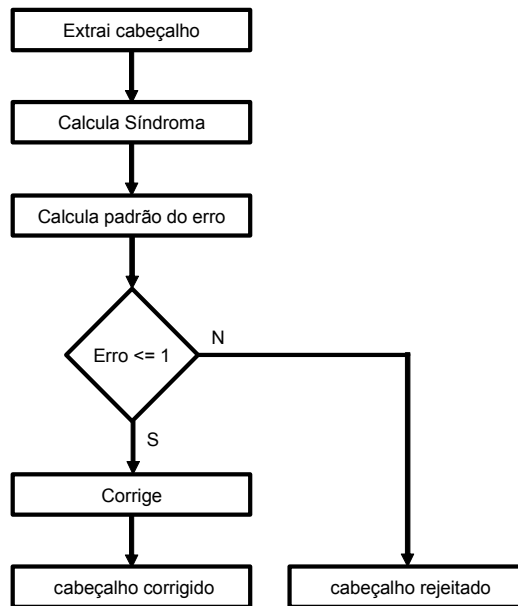 Extrai cabeçalho
Calcula Síndroma
Calcula padrão do erro
Erro <= 1
N
S
Corrige
cabeçalho corrigido
cabeçalho rejeitado